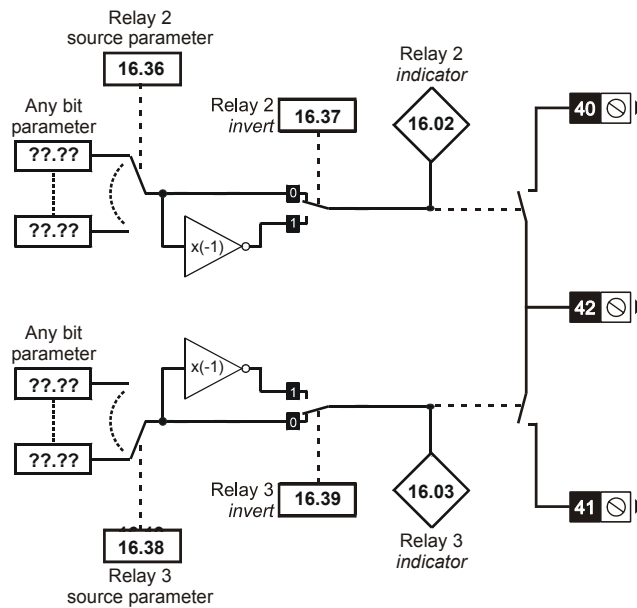 Relay 2
source parameter
16.36
Any bit
parameter
??.??
??.??
Relay 2
invert
16.37
0
1
x(-1)
Relay 2
indicator
16.02
40
42
Any bit
parameter
??.??
??.??
x(-1)
1
0
Relay 3
invert
16.39
16.03
Relay 3
indicator
41
16.38
Relay 3
source parameter